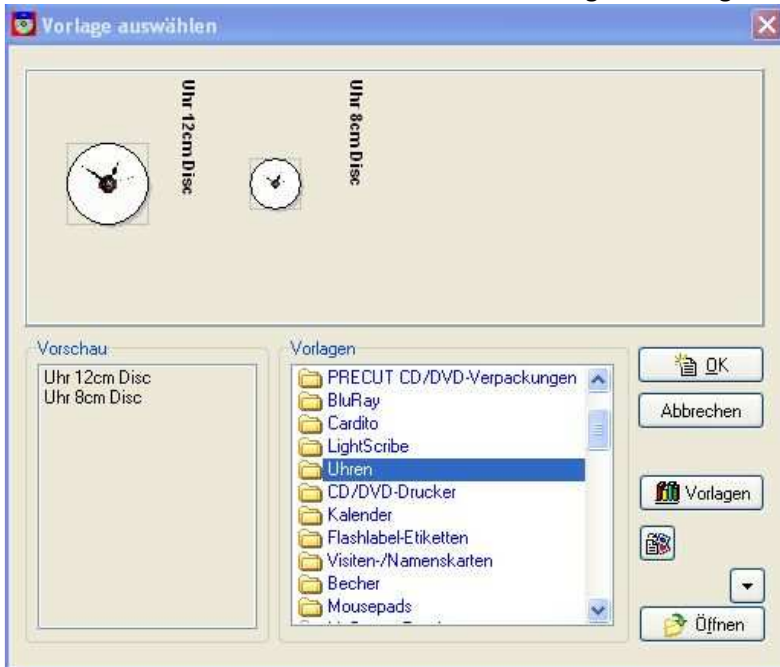 Vorlage auswählen
Uhr 12cm Disc
Uhr 8cm Disc
Vorschau
Uhr 12cm Disc
Uhr 8cm Disc
Vorlagen
PRECUT CD/DVD-Verpackungen
BluRay
Cardito
LightScribe
Uhren
CD/DVD-Drucker
Kalender
Flashlabel-Etiketten
Visiten-/Namenskarten
Becher
Mousepads
OK
Abbrechen
Vorlagen
Öffnen